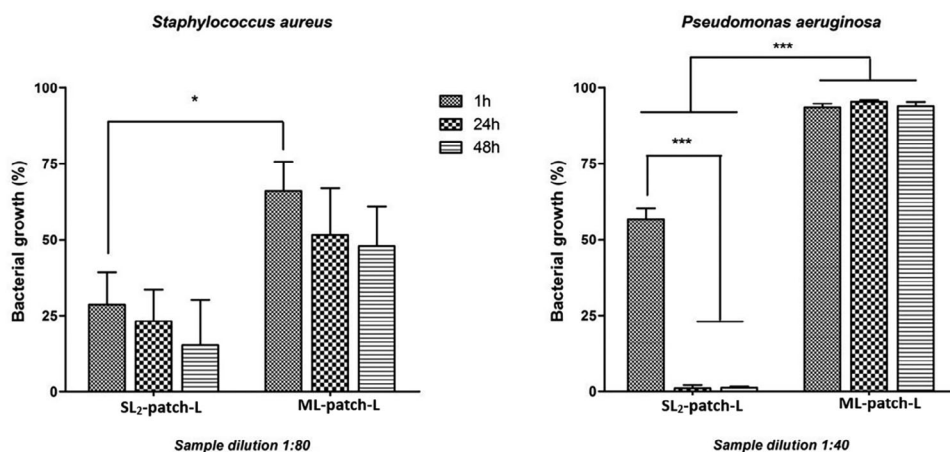 Staphylococcus aureus
Bacterial growth (%)
100
75
50
25
0
*
SL₂-patch-L
ML-patch-L
Sample dilution 1:80
1h
24h
48h
Pseudomonas aeruginosa
Bacterial growth (%)
100
75
50
25
0
***
***
SL₂-patch-L
ML-patch-L
Sample dilution 1:40